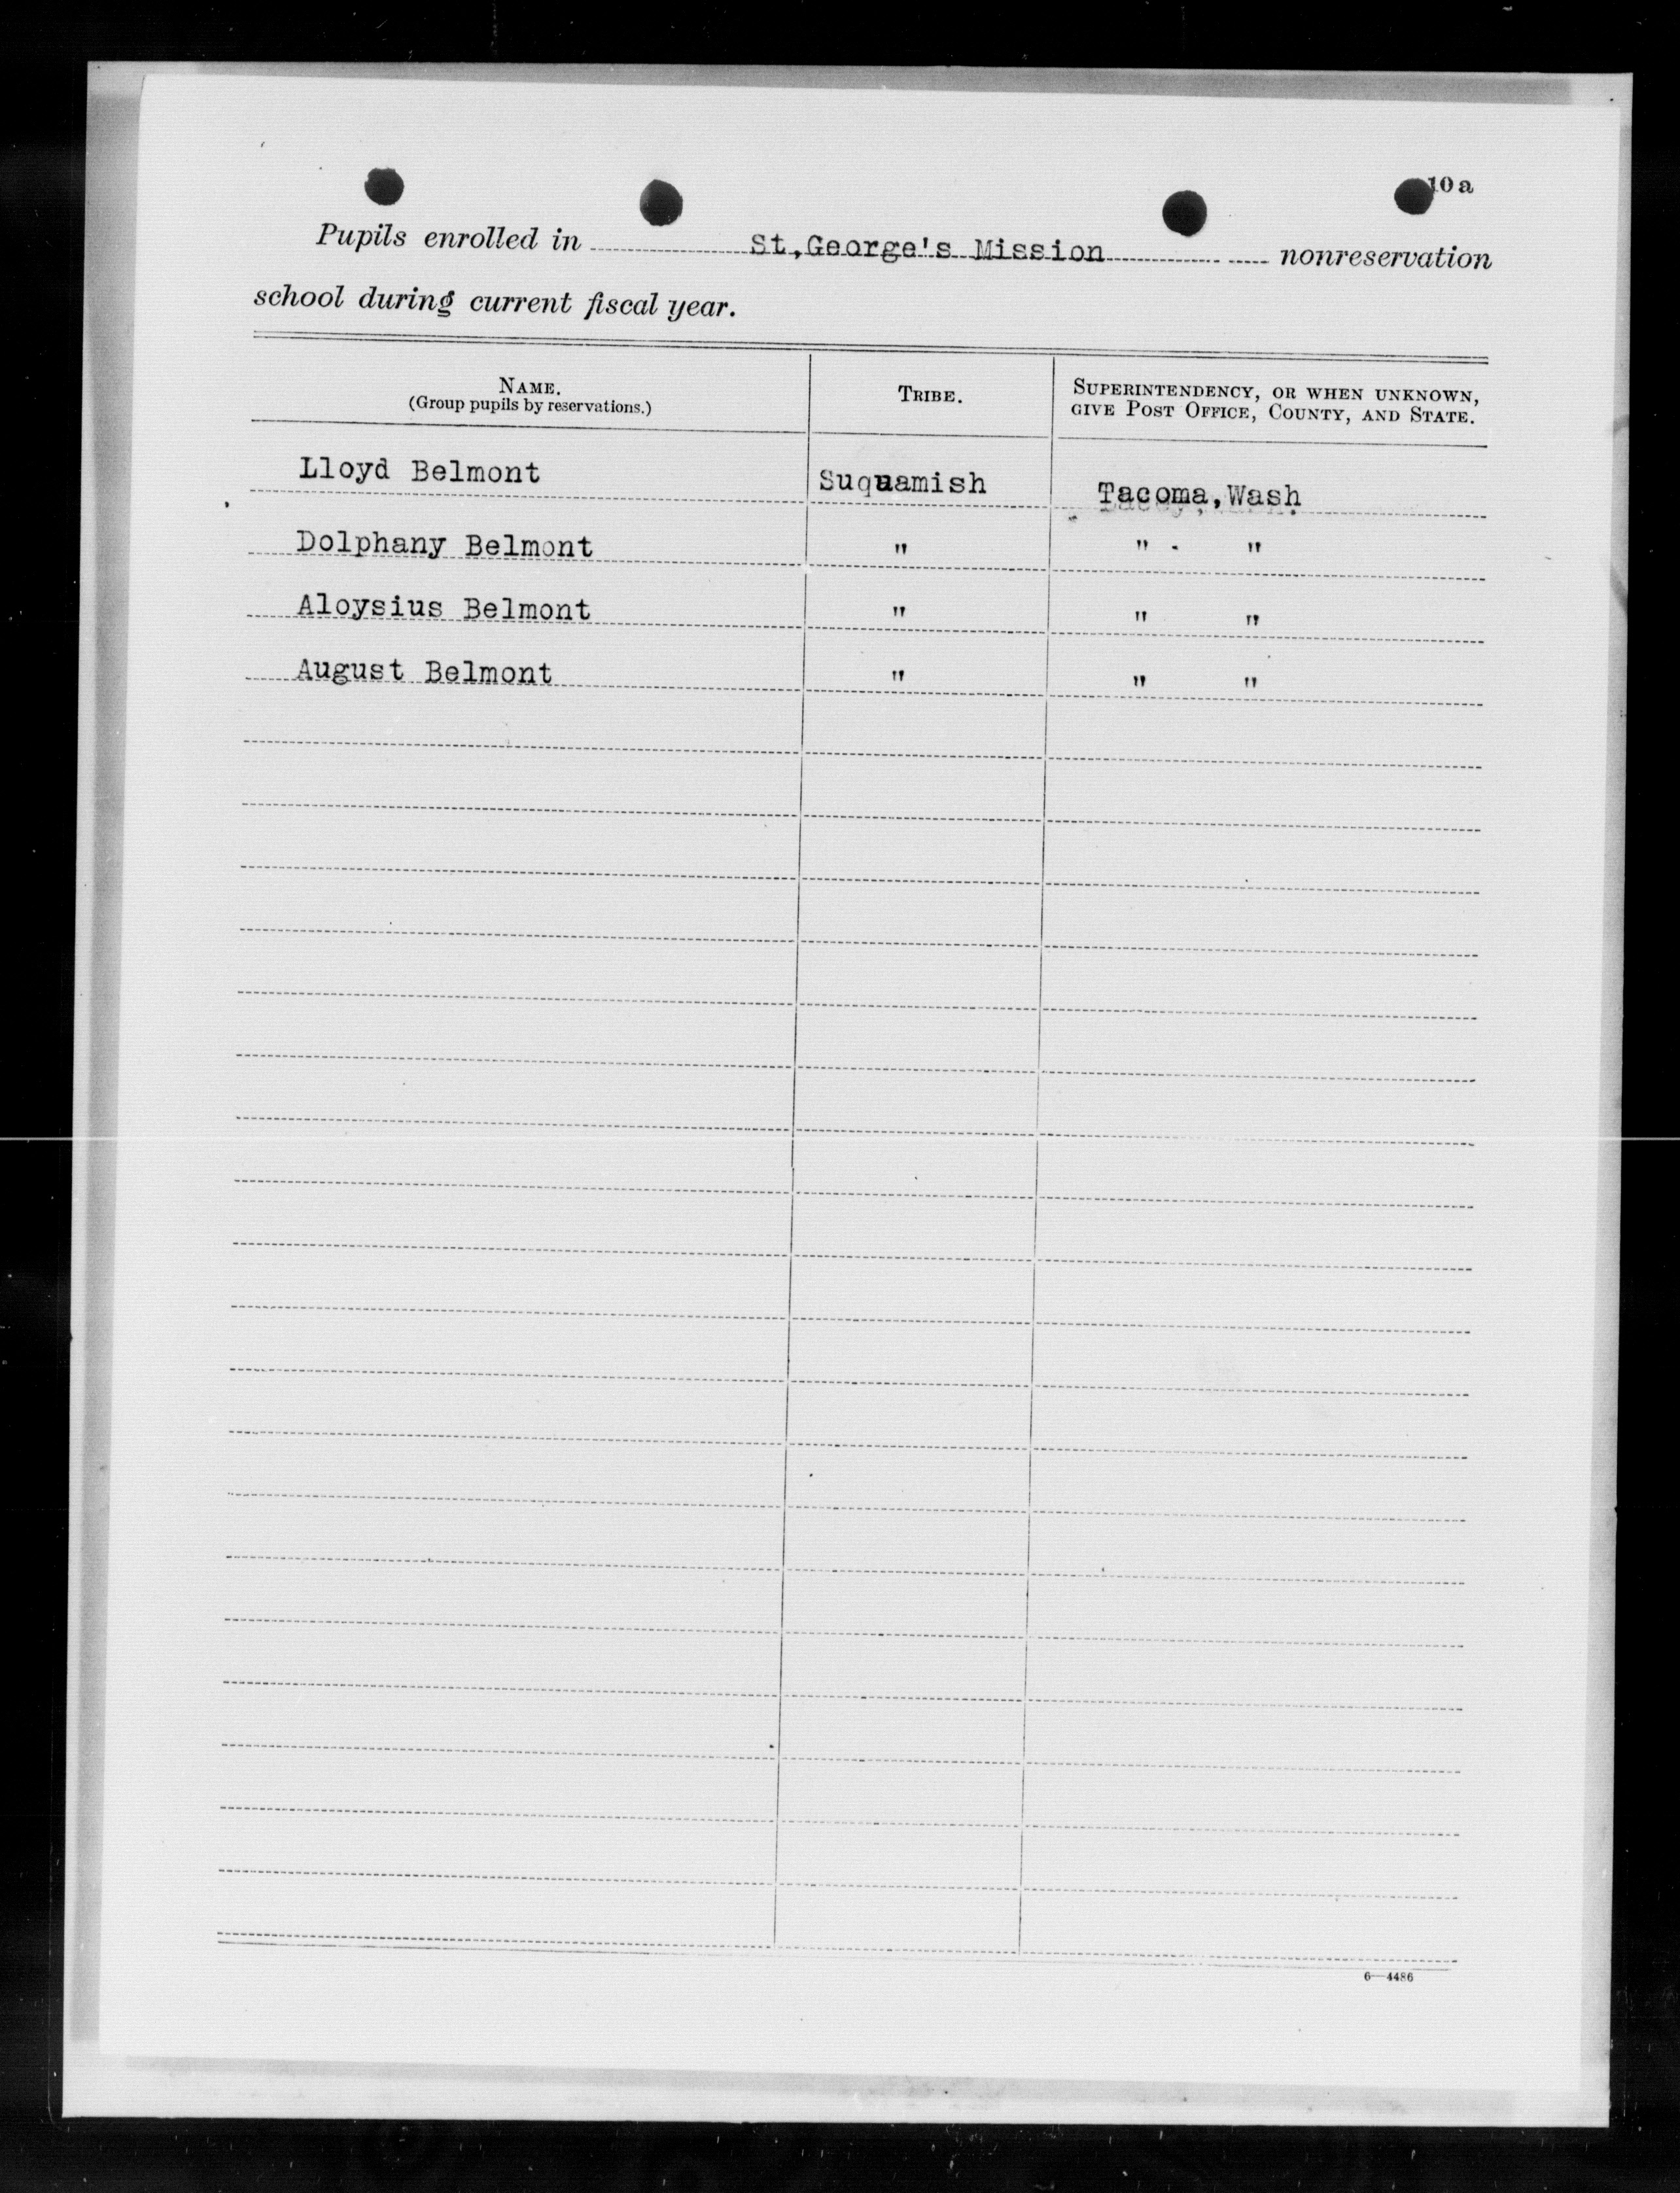 10 a
Pupils enrolled in St,George's Mission nonreservation
school during current fiscal year.
NAME.
(Group pupils by reservations.)
TRIBE.
SUPERINTENDENCY, OR WHEN UNKNOWN,
GIVE POST OFFICE, COUNTY, AND STATE.
Lloyd Belmont Suquamish Tacoma,Wash
Dolphany Belmont " " "
Aloysius Belmont " " "
August Belmont " " "
6—4486